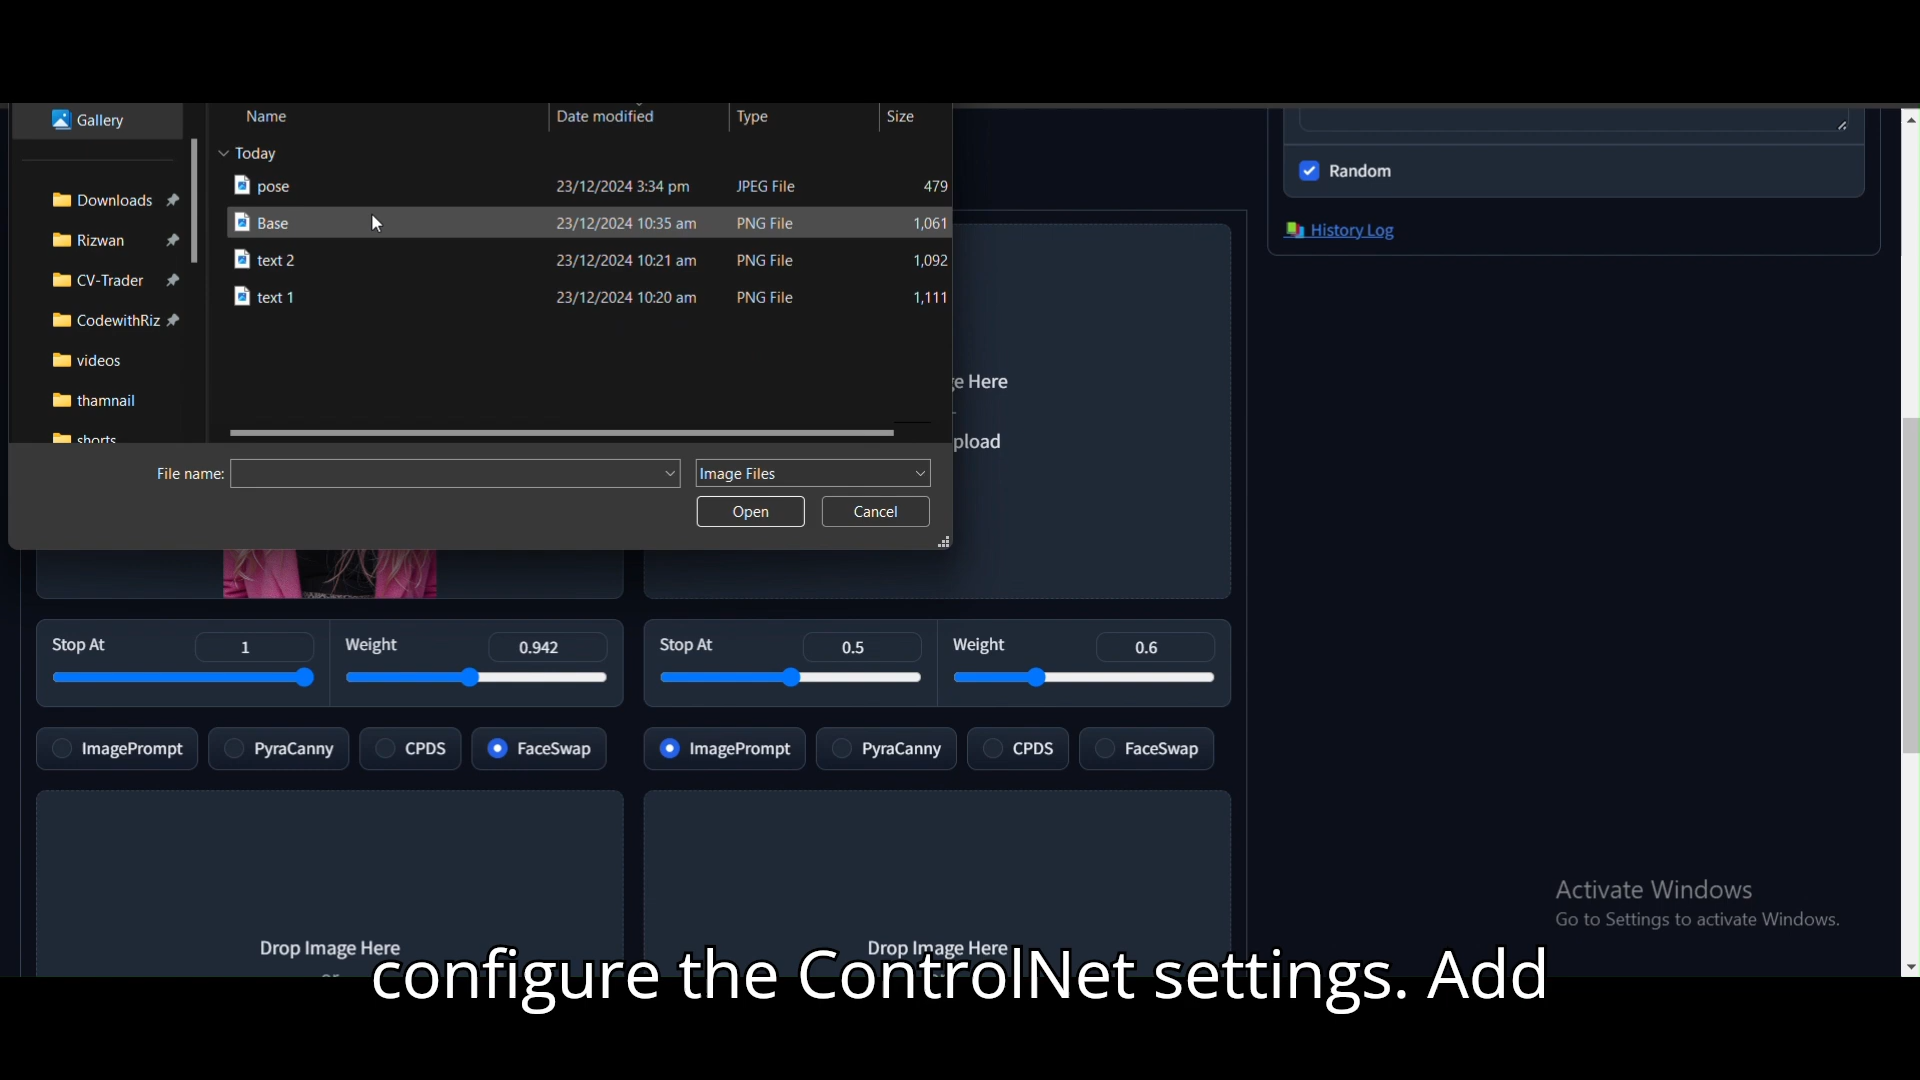 Gallery
Downloads
Rizwan
CV-Trader
CodewithRiz
videos
thamnail
shorts
Name Date modified Type Size
Today
pose 23/12/2024 3:34 pm JPEG File 479
Base 23/12/2024 10:35 am PNG File 1,061
text 2 23/12/2024 10:21 am PNG File 1,092
text 1 23/12/2024 10:20 am PNG File 1,111
File name: Image Files
Open Cancel
Random
History Log
e Here
pload
Stop At 1 Weight 0.942 Stop At 0.5 Weight 0.6
ImagePrompt PyraCanny CPDS FaceSwap ImagePrompt PyraCanny CPDS FaceSwap
Drop Image Here Drop Image Here
Activate Windows
Go to Settings to activate Windows.
configure the ControlNet settings. Add